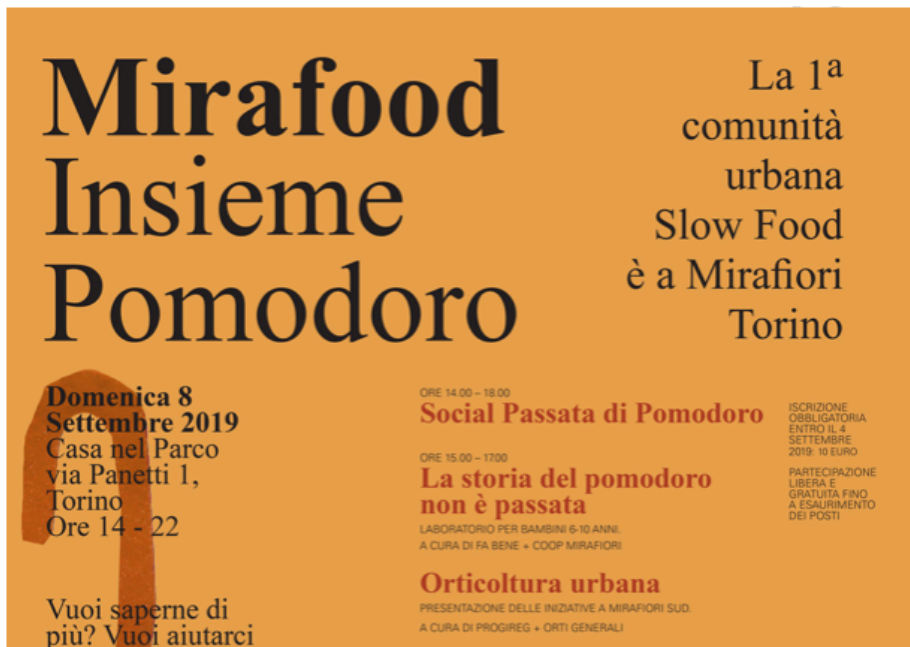 Mirafood
Insieme
Pomodoro
La 1ª
comunità
urbana
Slow Food
è a Mirafiori
Torino
Domenica 8
Settembre 2019
Casa nel Parco
via Panetti 1,
Torino
Ore 14 - 22
Vuoi saperne di
più? Vuoi aiutarci
ORE 14.00 – 18.00
Social Passata di Pomodoro
ISCRIZIONE
OBBLIGATORIA
ENTRO IL 4
SETTEMBRE
2019: 10 EURO
ORE 15.00 – 17.00
La storia del pomodoro
non è passata
LABORATORIO PER BAMBINI 6-10 ANNI.
A CURA DI FA BENE + COOP MIRAFIORI
PARTECIPAZIONE
LIBERA E
GRATUITA FINO
A ESAURIMENTO
DEI POSTI
Orticoltura urbana
PRESENTAZIONE DELLE INIZIATIVE A MIRAFIORI SUD.
A CURA DI PROGIREG + ORTI GENERALI